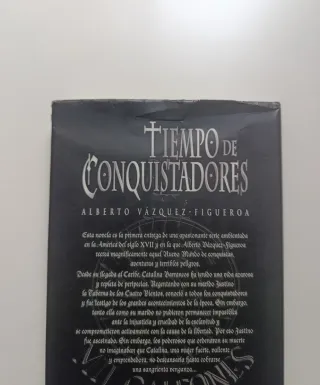 TIEMPO DE
CONQUISTADORES
ALBERTO VÁZQUEZ-FIGUEROA
Esta novela es la primera entrega de una apasionante serie ambientada
en la América del siglo XVII y en la que Alberto Vázquez-Figueroa
recrea magníficamente aquel Nuevo Mundo de conquistas,
aventuras y terribles peligros.
Desde su llegada al Caribe, Catalina Barrancos ha tenido una vida azarosa
y repleta de peripecias. Regentando con su marido Justino
la Taberna de los Cuatro Vientos, conoció a todos los conquistadores
y fue testigo de los grandes acontecimientos de la época. Sin embargo,
tanto ella como su marido no pudieron permanecer impasibles
ante la injusticia y crueldad de la esclavitud y
se comprometieron activamente con la causa de la libertad. Por eso Justino
fue asesinado. Sin embargo, los poderosos que ordenaron su muerte
no imaginaban que Catalina, una mujer fuerte, valiente
y emprendedora, no descansaría hasta cobrarse
una sangrienta venganza...